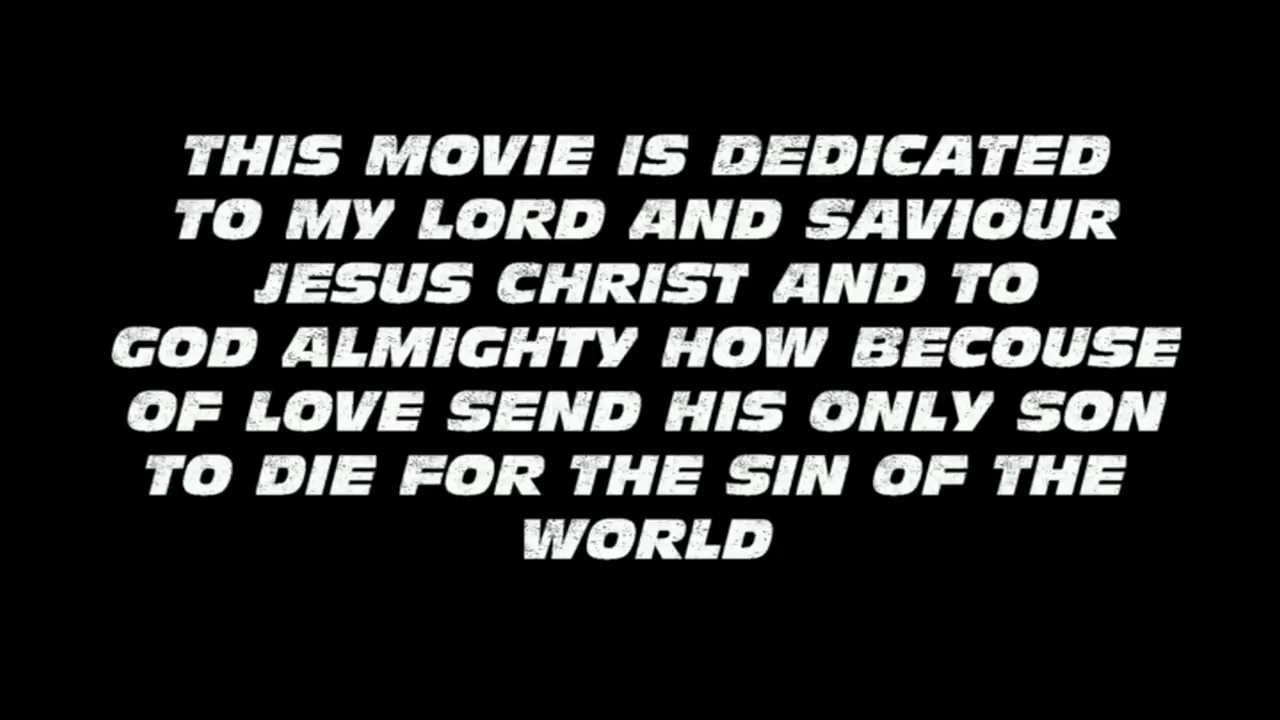 THIS MOVIE IS DEDICATED
TO MY LORD AND SAVIOUR
JESUS CHRIST AND TO
GOD ALMIGHTY HOW BECOUSE
OF LOVE SEND HIS ONLY SON
TO DIE FOR THE SIN OF THE
WORLD